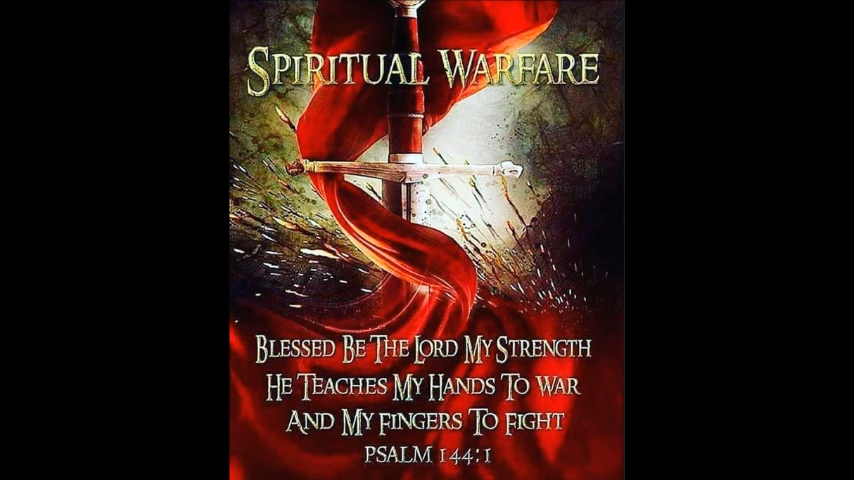 Spiritual Warfare
Blessed Be The Lord My Strength
He Teaches My Hands To War
And My Fingers To Fight
Psalm 144:1